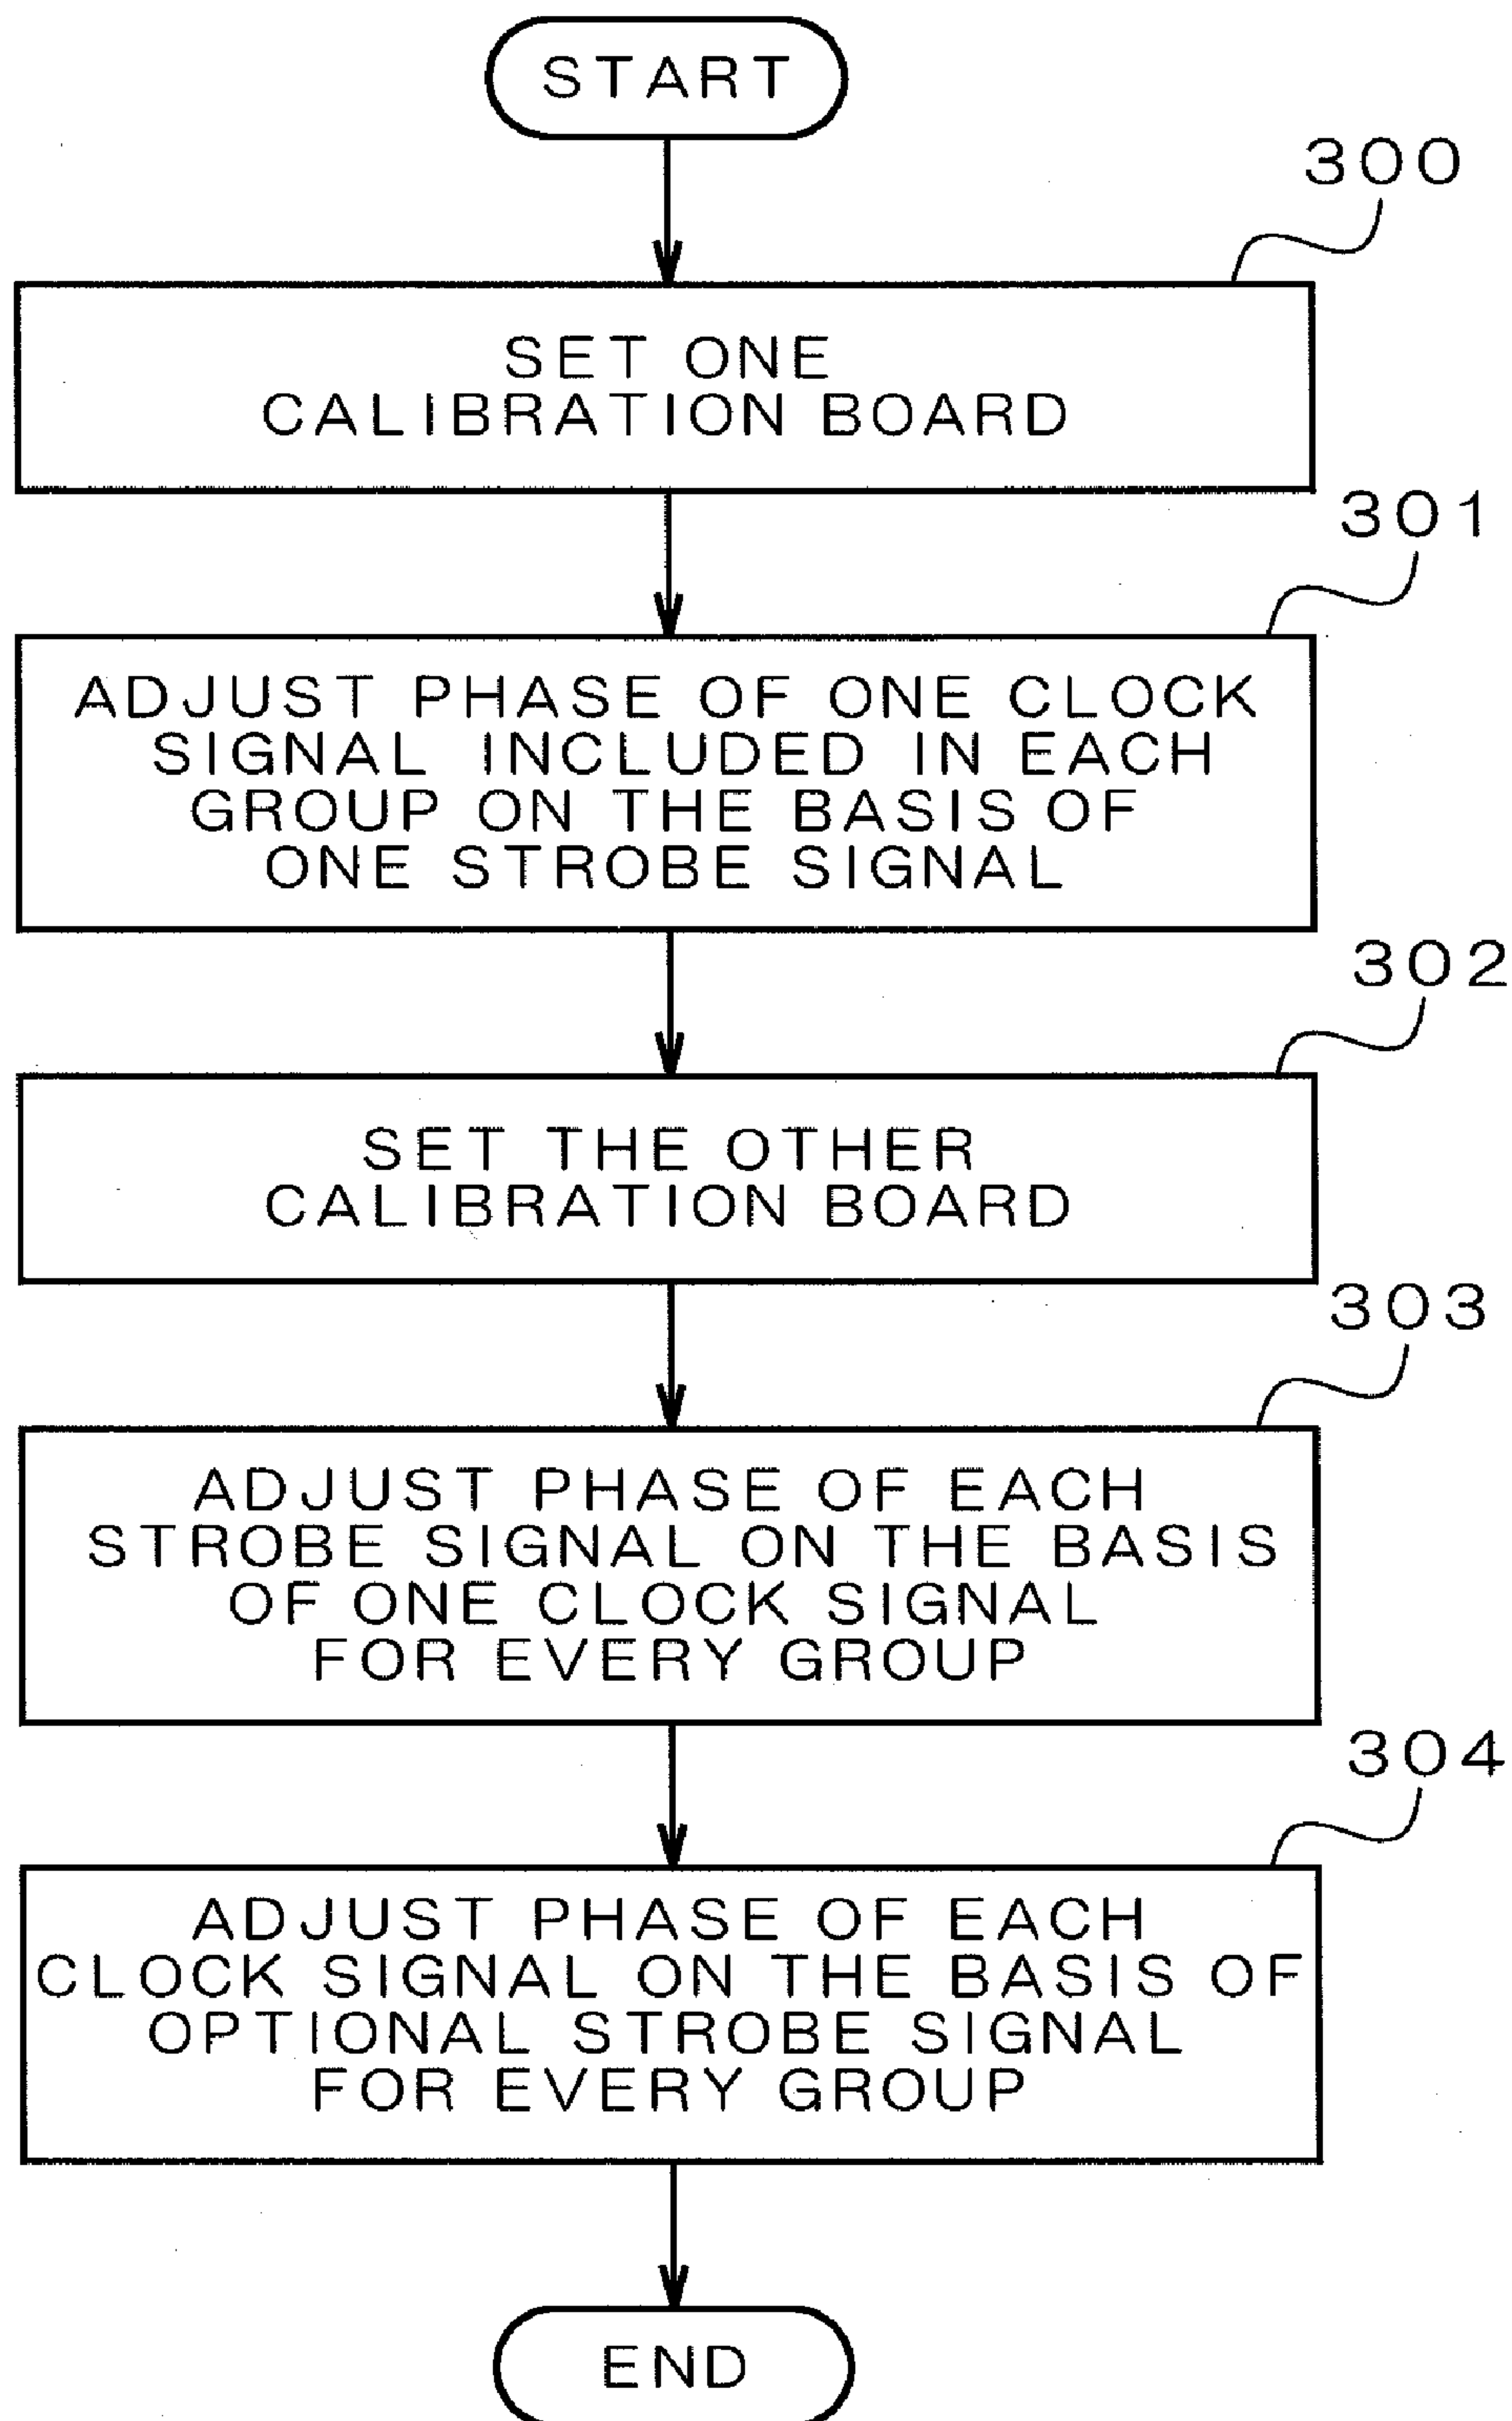 START
300
SET ONE
CALIBRATION BOARD
301
ADJUST PHASE OF ONE CLOCK
SIGNAL INCLUDED IN EACH
GROUP ON THE BASIS OF
ONE STROBE SIGNAL
302
SET THE OTHER
CALIBRATION BOARD
303
ADJUST PHASE OF EACH
STROBE SIGNAL ON THE BASIS
OF ONE CLOCK SIGNAL
FOR EVERY GROUP
304
ADJUST PHASE OF EACH
CLOCK SIGNAL ON THE BASIS OF
OPTIONAL STROBE SIGNAL
FOR EVERY GROUP
END